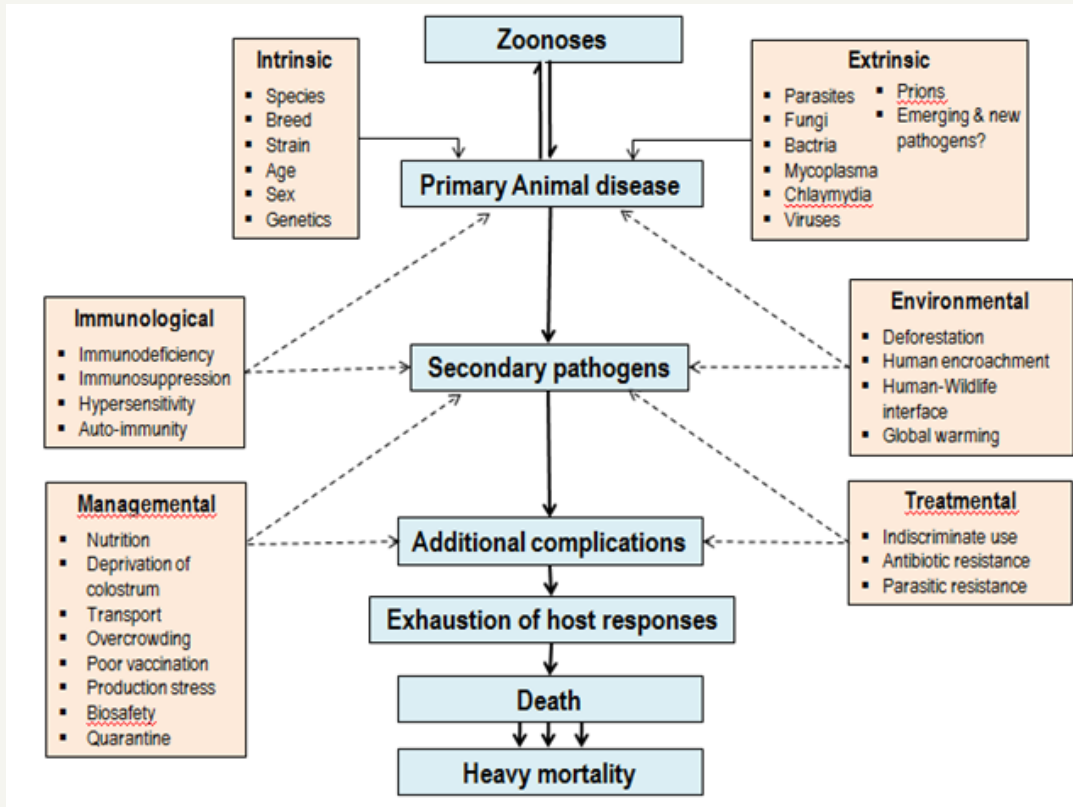 Zoonoses
Intrinsic
▪ Species
▪ Breed
▪ Strain
▪ Age
▪ Sex
▪ Genetics
Extrinsic
▪ Parasites
▪ Fungi
▪ Bactria
▪ Mycoplasma
▪ Chlaymydia
▪ Viruses
▪ Prions
▪ Emerging & new
pathogens?
Primary Animal disease
Immunological
▪ Immunodeficiency
▪ Immunosuppression
▪ Hypersensitivity
▪ Auto-immunity
Secondary pathogens
Environmental
▪ Deforestation
▪ Human encroachment
▪ Human-Wildlife
interface
▪ Global warming
Managemental
▪ Nutrition
▪ Deprivation of
colostrum
▪ Transport
▪ Overcrowding
▪ Poor vaccination
▪ Production stress
▪ Biosafety
▪ Quarantine
Additional complications
Treatmental
▪ Indiscriminate use
▪ Antibiotic resistance
▪ Parasitic resistance
Exhaustion of host responses
Death
Heavy mortality